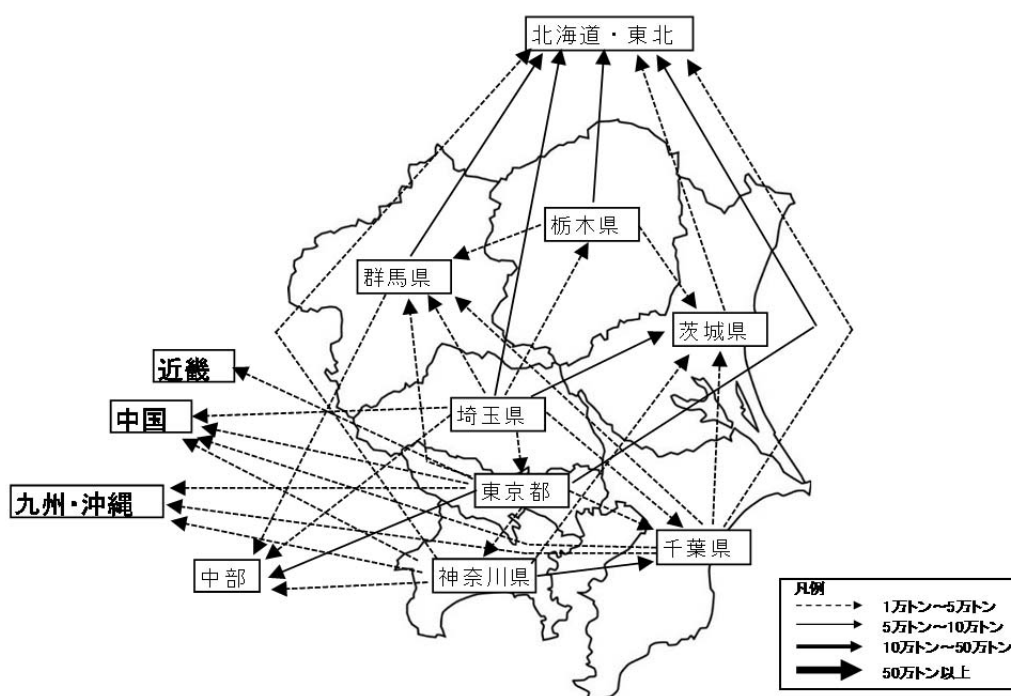 北海道・東北
栃木県
群馬県
茨城県
近畿
埼玉県
中国
東京都
九州・沖縄
千葉県
中部
神奈川県
凡例
1万トン～5万トン
5万トン～10万トン
10万トン～50万トン
50万トン以上